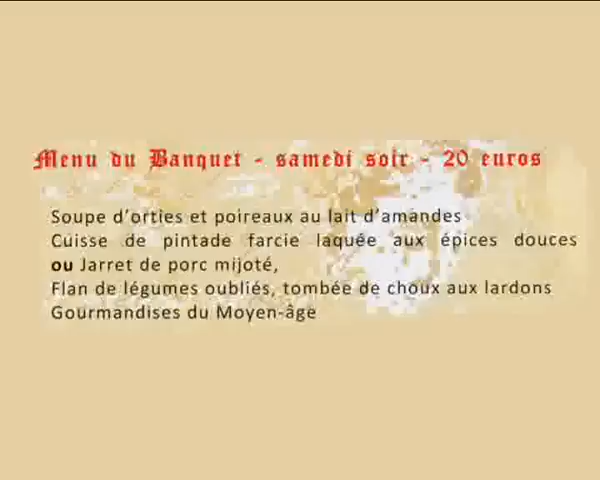 Menu du Banquet - samedi soir - 20 euros
Soupe d'orties et poireaux au lait d'amandes
Cuisse de pintade farcie laquée aux épices douces
ou Jarret de porc mijoté,
Flan de légumes oubliés, tombée de choux aux lardons
Gourmandises du Moyen-âge